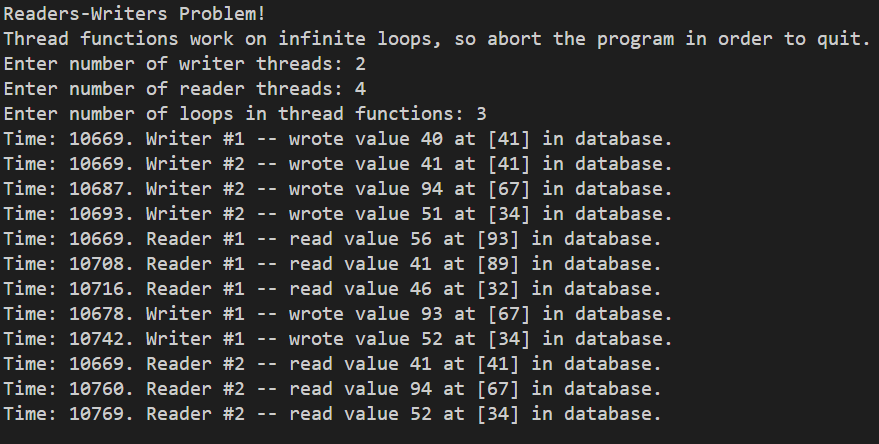 Readers-Writers Problem!
Thread functions work on infinite loops, so abort the program in order to quit.
Enter number of writer threads: 2
Enter number of reader threads: 4
Enter number of loops in thread functions: 3
Time: 10669. Writer #1 -- wrote value 40 at [41] in database.
Time: 10669. Writer #2 -- wrote value 41 at [41] in database.
Time: 10687. Writer #2 -- wrote value 94 at [67] in database.
Time: 10693. Writer #2 -- wrote value 51 at [34] in database.
Time: 10669. Reader #1 -- read value 56 at [93] in database.
Time: 10708. Reader #1 -- read value 41 at [89] in database.
Time: 10716. Reader #1 -- read value 46 at [32] in database.
Time: 10678. Writer #1 -- wrote value 93 at [67] in database.
Time: 10742. Writer #1 -- wrote value 52 at [34] in database.
Time: 10669. Reader #2 -- read value 41 at [41] in database.
Time: 10760. Reader #2 -- read value 94 at [67] in database.
Time: 10769. Reader #2 -- read value 52 at [34] in database.